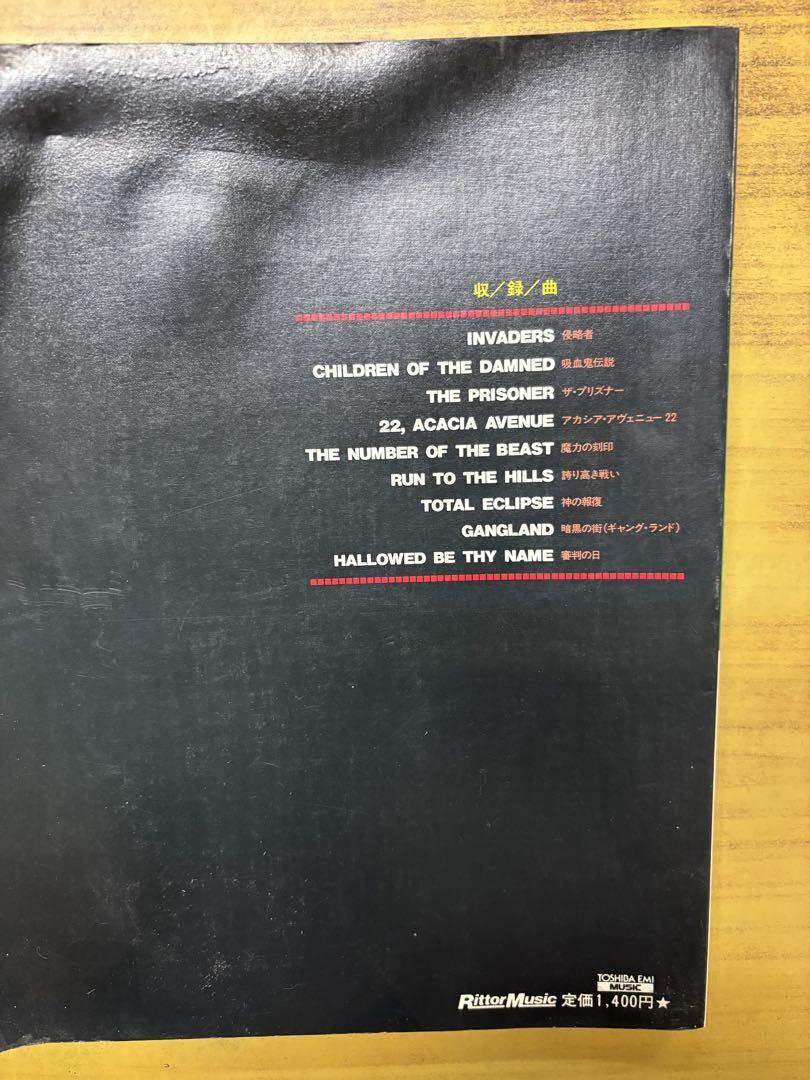 収／録／曲
INVADERS 侵略者
CHILDREN OF THE DAMNED 吸血鬼伝説
THE PRISONER ザ・プリズナー
22, ACACIA AVENUE アカシア・アヴェニュー22
THE NUMBER OF THE BEAST 魔力の刻印
RUN TO THE HILLS 誇り高き戦い
TOTAL ECLIPSE 神の報復
GANGLAND 暗黒の街(ギャング・ランド)
HALLOWED BE THY NAME 審判の日
TOSHIBA EMI
MUSIC
RittorMusic 定価1,400円★